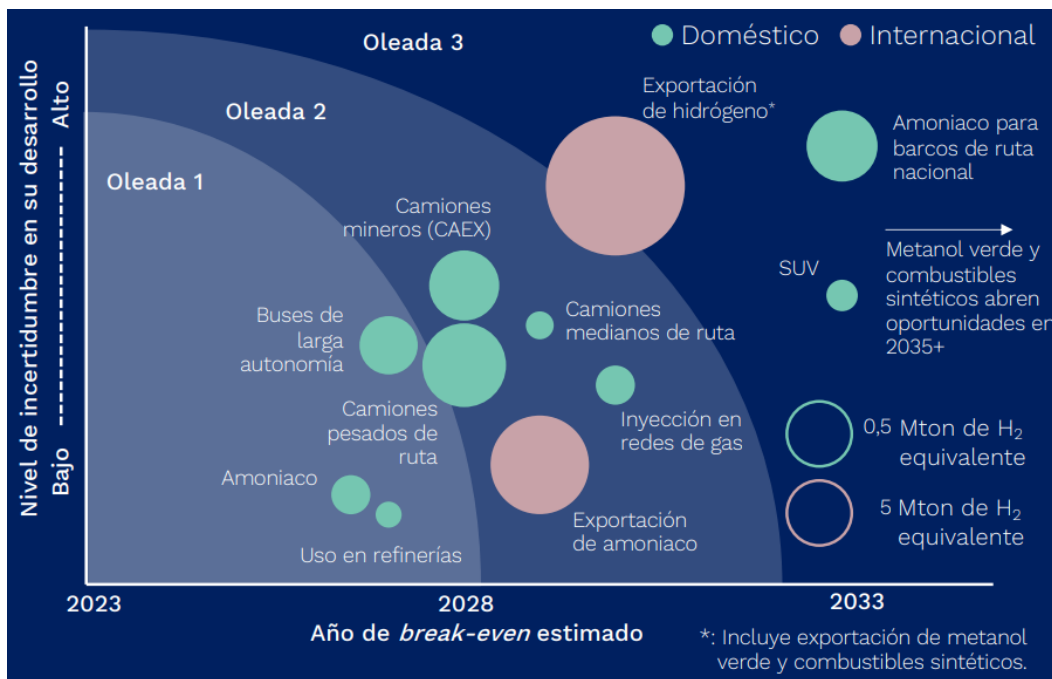 Oleada 3
Doméstico
Internacional
Oleada 2
Oleada 1
Nivel de incertidumbre en su desarrollo
Alto
Bajo
Exportación
de hidrógeno*
Amoniaco para
barcos de ruta
nacional
Camiones
mineros (CAEX)
SUV
Metanol verde y
combustibles
sintéticos abren
oportunidades en
2035+
Buses de
larga
autonomía
Camiones
medianos de ruta
Camiones
pesados de
ruta
Inyección en
redes de gas
0,5 Mton de H₂
equivalente
Amoniaco
5 Mton de H₂
equivalente
Uso en refinerías
Exportación
de amoniaco
2023
2028
2033
Año de break-even estimado
*: Incluye exportación de metanol
verde y combustibles sintéticos.